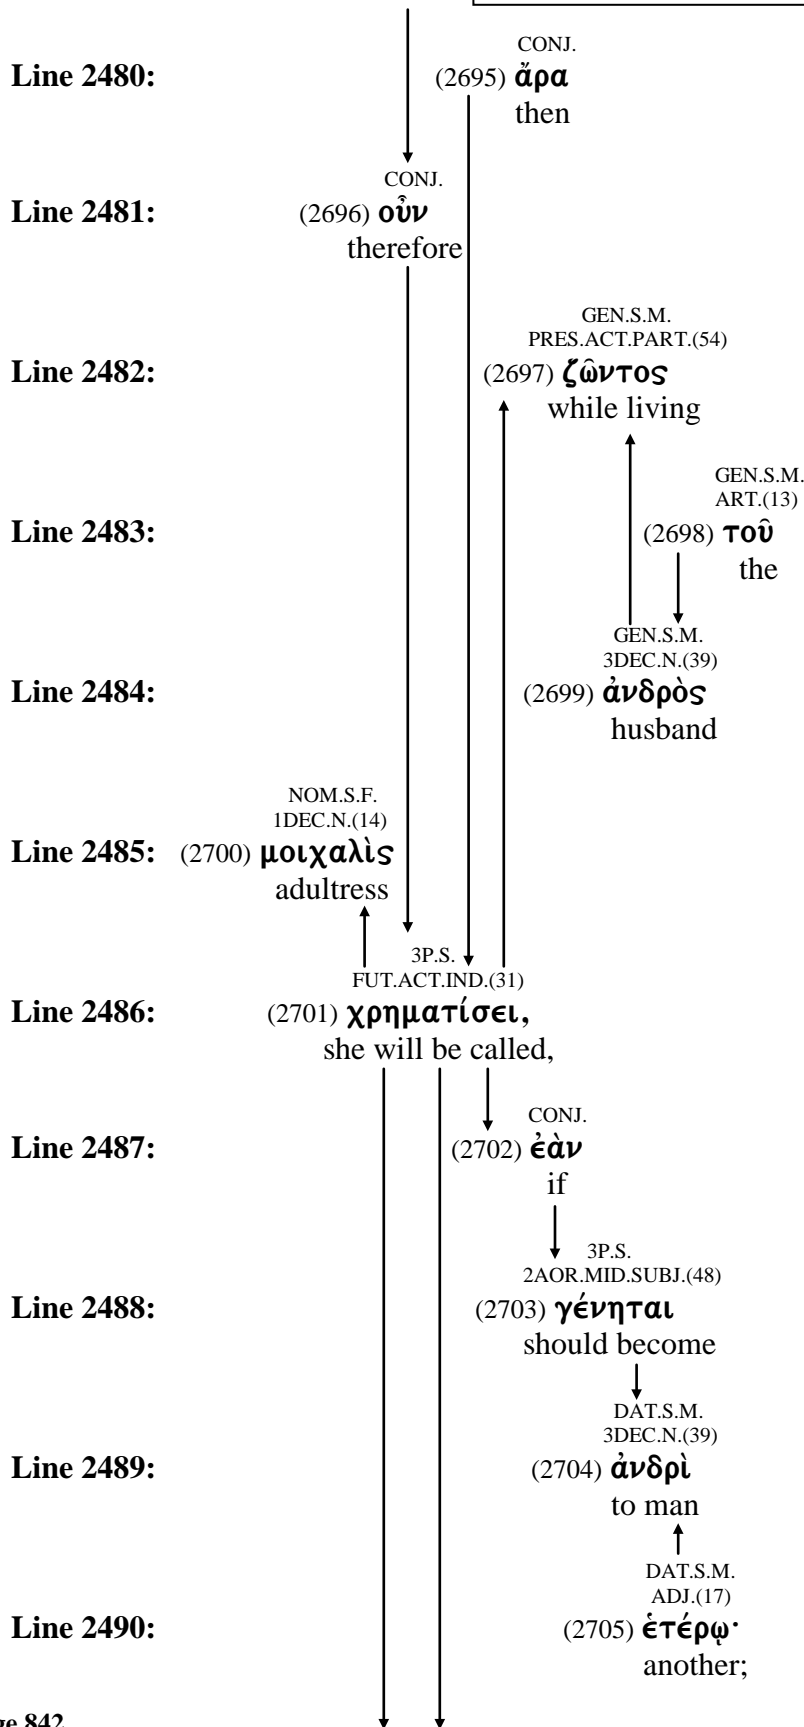 CONJ.
Line 2480: (2695) ἄρα
then
CONJ.
Line 2481: (2696) οὖν
therefore
GEN.S.M.
PRES.ACT.PART.(54)
Line 2482: (2697) ζῶντος
while living
GEN.S.M.
ART.(13)
Line 2483: (2698) τοῦ
the
GEN.S.M.
3DEC.N.(39)
Line 2484: (2699) ἀνδρὸς
husband
NOM.S.F.
1DEC.N.(14)
Line 2485: (2700) μοιχαλὶς
adultress
3P.S.
FUT.ACT.IND.(31)
Line 2486: (2701) χρηματίσει,
she will be called,
CONJ.
Line 2487: (2702) ἐὰν
if
3P.S.
2AOR.MID.SUBJ.(48)
Line 2488: (2703) γένηται
should become
DAT.S.M.
3DEC.N.(39)
Line 2489: (2704) ἀνδρὶ
to man
DAT.S.M.
ADJ.(17)
Line 2490: (2705) ἑτέρῳ·
another;
842